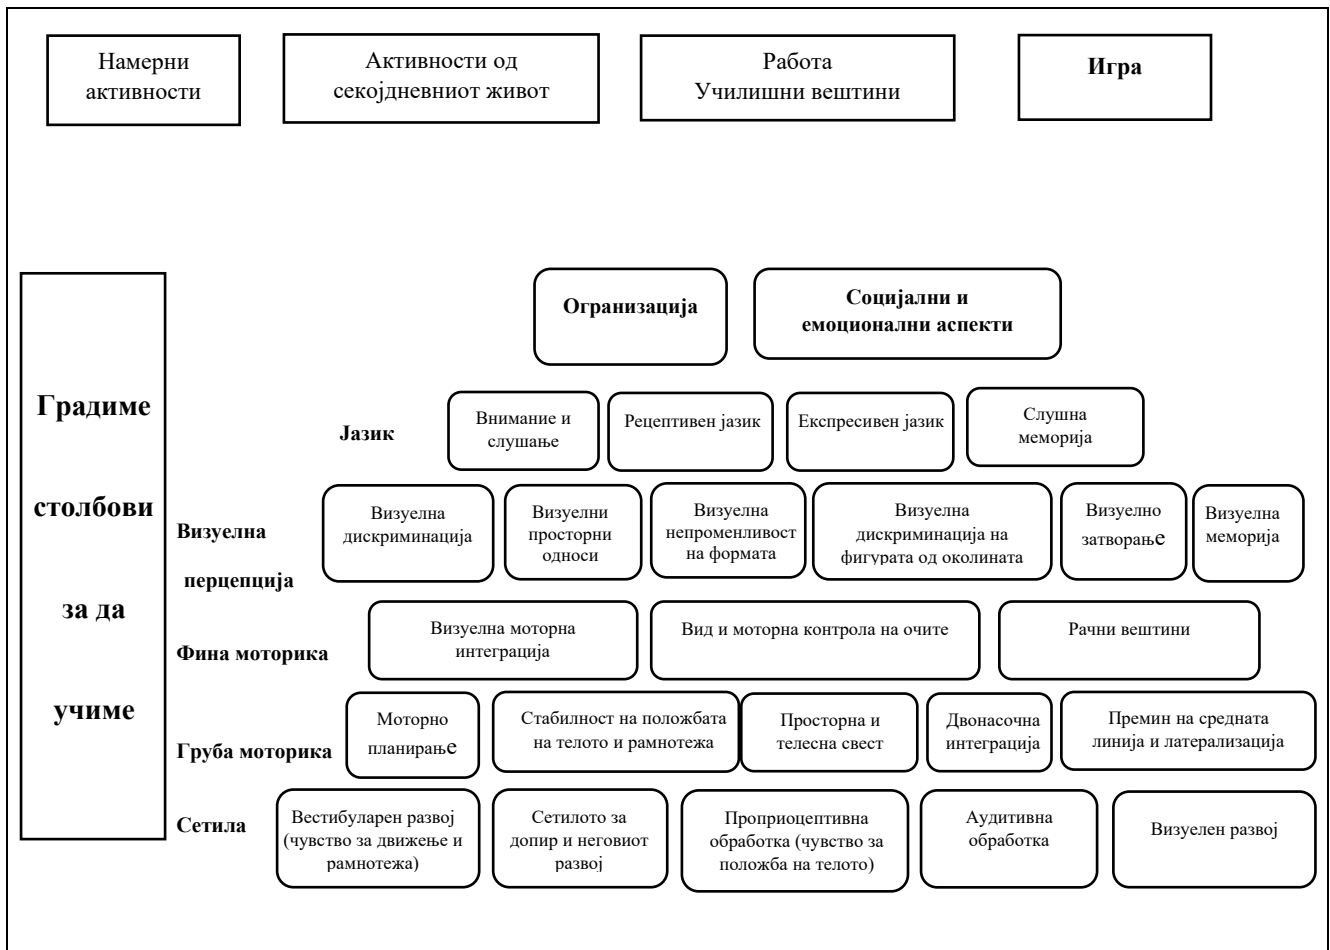 Намерни
активности
Активности од
секојдневниот живот
Работа
Училишни вештини
Игра
Градиме
столбови
за да
учиме
Огранизација
Социјални и
емоционални аспекти
Јазик
Внимание и
слушање
Рецептивен јазик
Експресивен јазик
Слушна
меморија
Визуелна
перцепција
Визуелна
дискриминација
Визуелни
просторни
односи
Визуелна
непроменливост
на формата
Визуелна
дискриминација на
фигурата од околината
Визуелно
затворање
Визуелна
меморија
Фина моторика
Визуелна моторна
интеграција
Вид и моторна контрола на очите
Рачни вештини
Груба моторика
Моторно
планирање
Стабилност на положбата
на телото и рамнотежа
Просторна и
телесна свест
Двонасочна
интеграција
Премин на средната
линија и латерализација
Сетила
Вестибуларен развој
(чувство за движење и
рамнотежа)
Сетилото за
допир и неговиот
развој
Проприоцептивна
обработка (чувство за
положба на телото)
Аудитивна
обработка
Визуелен развој